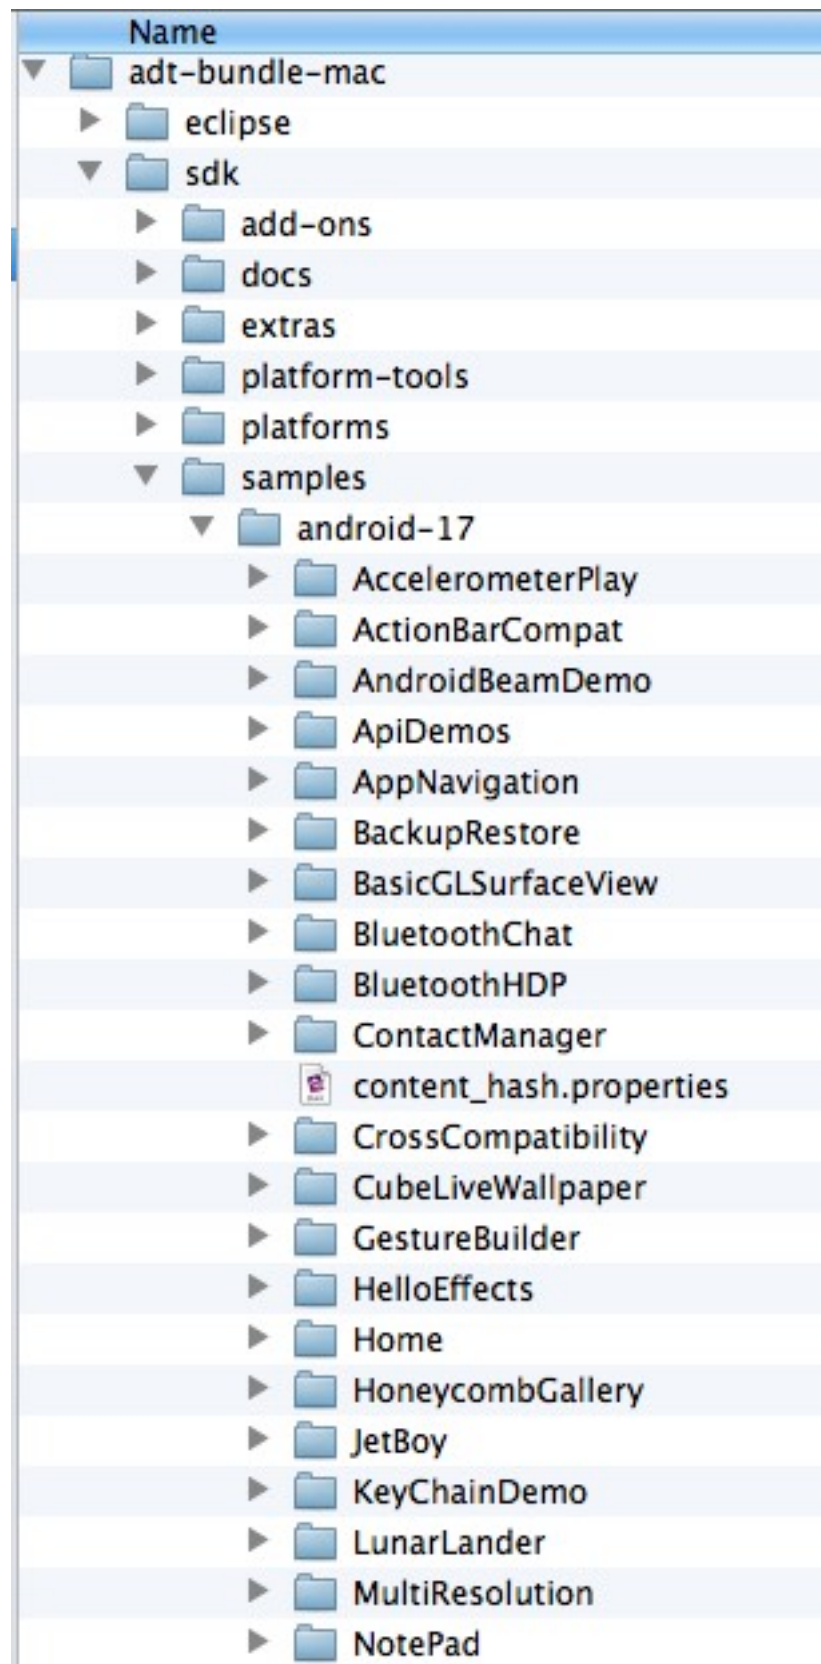 Name
adt-bundle-mac
eclipse
sdk
add-ons
docs
extras
platform-tools
platforms
samples
android-17
AccelerometerPlay
ActionBarCompat
AndroidBeamDemo
ApiDemos
AppNavigation
BackupRestore
BasicGLSurfaceView
BluetoothChat
BluetoothHDP
ContactManager
content_hash.properties
CrossCompatibility
CubeLiveWallpaper
GestureBuilder
HelloEffects
Home
HoneycombGallery
JetBoy
KeyChainDemo
LunarLander
MultiResolution
NotePad